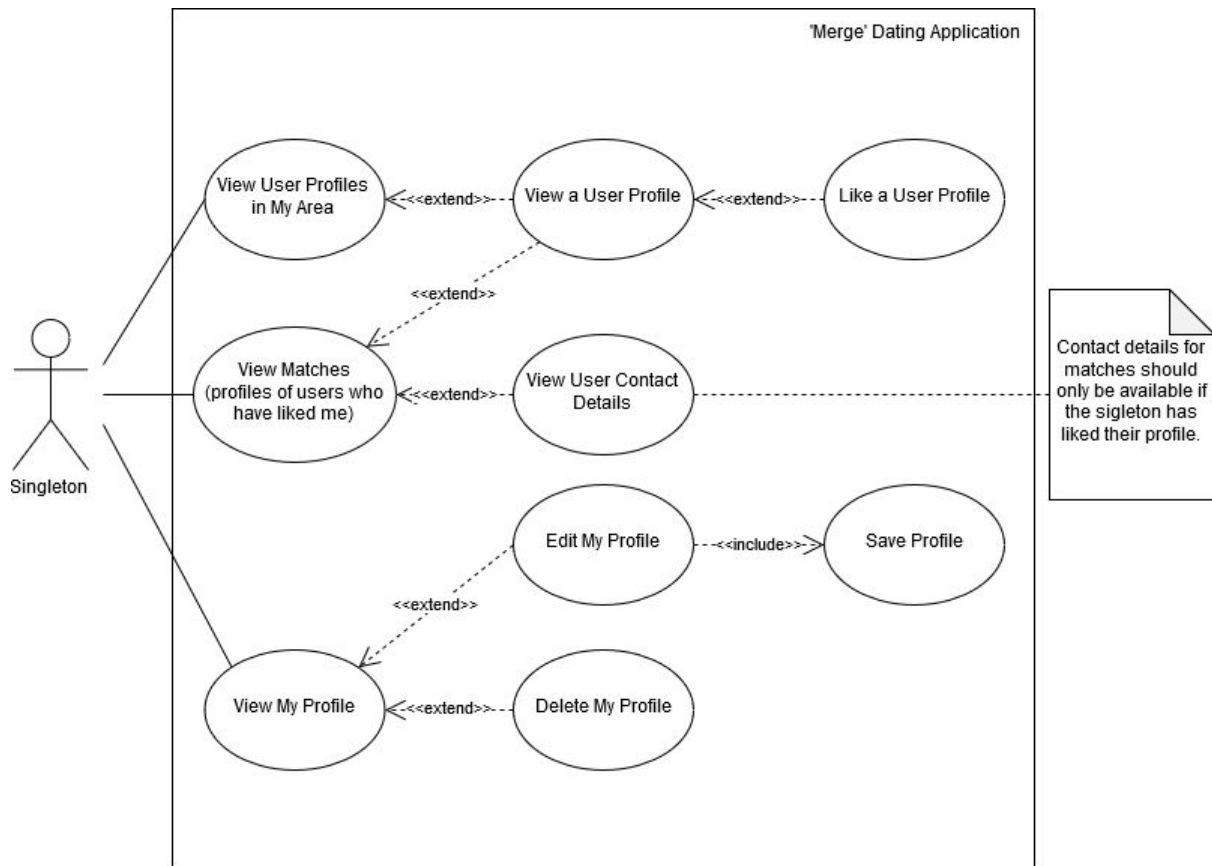 'Merge' Dating Application
View User Profiles
in My Area
<<extend>>
View a User Profile
<<extend>>
Like a User Profile
<<extend>>
View Matches
(profiles of users who
have liked me)
<<extend>>
View User Contact
Details
Contact details for
matches should
only be available if
the sigleton has
liked their profile.
Singleton
Edit My Profile
<<include>>
Save Profile
<<extend>>
View My Profile
<<extend>>
Delete My Profile